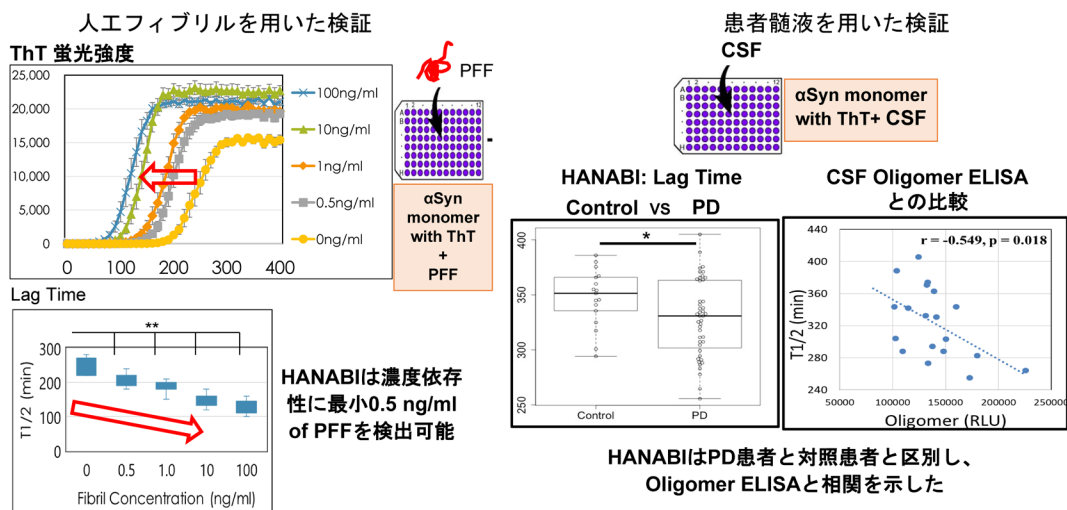 人工フィブリルを用いた検証
ThT 蛍光強度
25,000
20,000
15,000
10,000
5,000
0
0 100 200 300 400
100ng/ml
10ng/ml
1ng/ml
0.5ng/ml
0ng/ml
PFF
1 2 12
A
B
H
-
αSyn
monomer
with ThT
+
PFF
Lag Time
**
T1/2 (min)
300
200
100
0
0 0.5 1.0 10 100
Fibril Concentration (ng/ml)
HANABIは濃度依存
性に最小0.5 ng/ml
of PFFを検出可能
患者髄液を用いた検証
CSF
1 2 12
A
B
H
αSyn monomer
with ThT+ CSF
HANABI: Lag Time
Control vs PD
*
400
350
300
250
Control PD
CSF Oligomer ELISA
との比較
r = -0.549, p = 0.018
T1/2 (min)
440
400
360
320
280
240
50000 100000 150000 200000 250000
Oligomer (RLU)
HANABIはPD患者と対照患者と区別し、
Oligomer ELISAと相関を示した